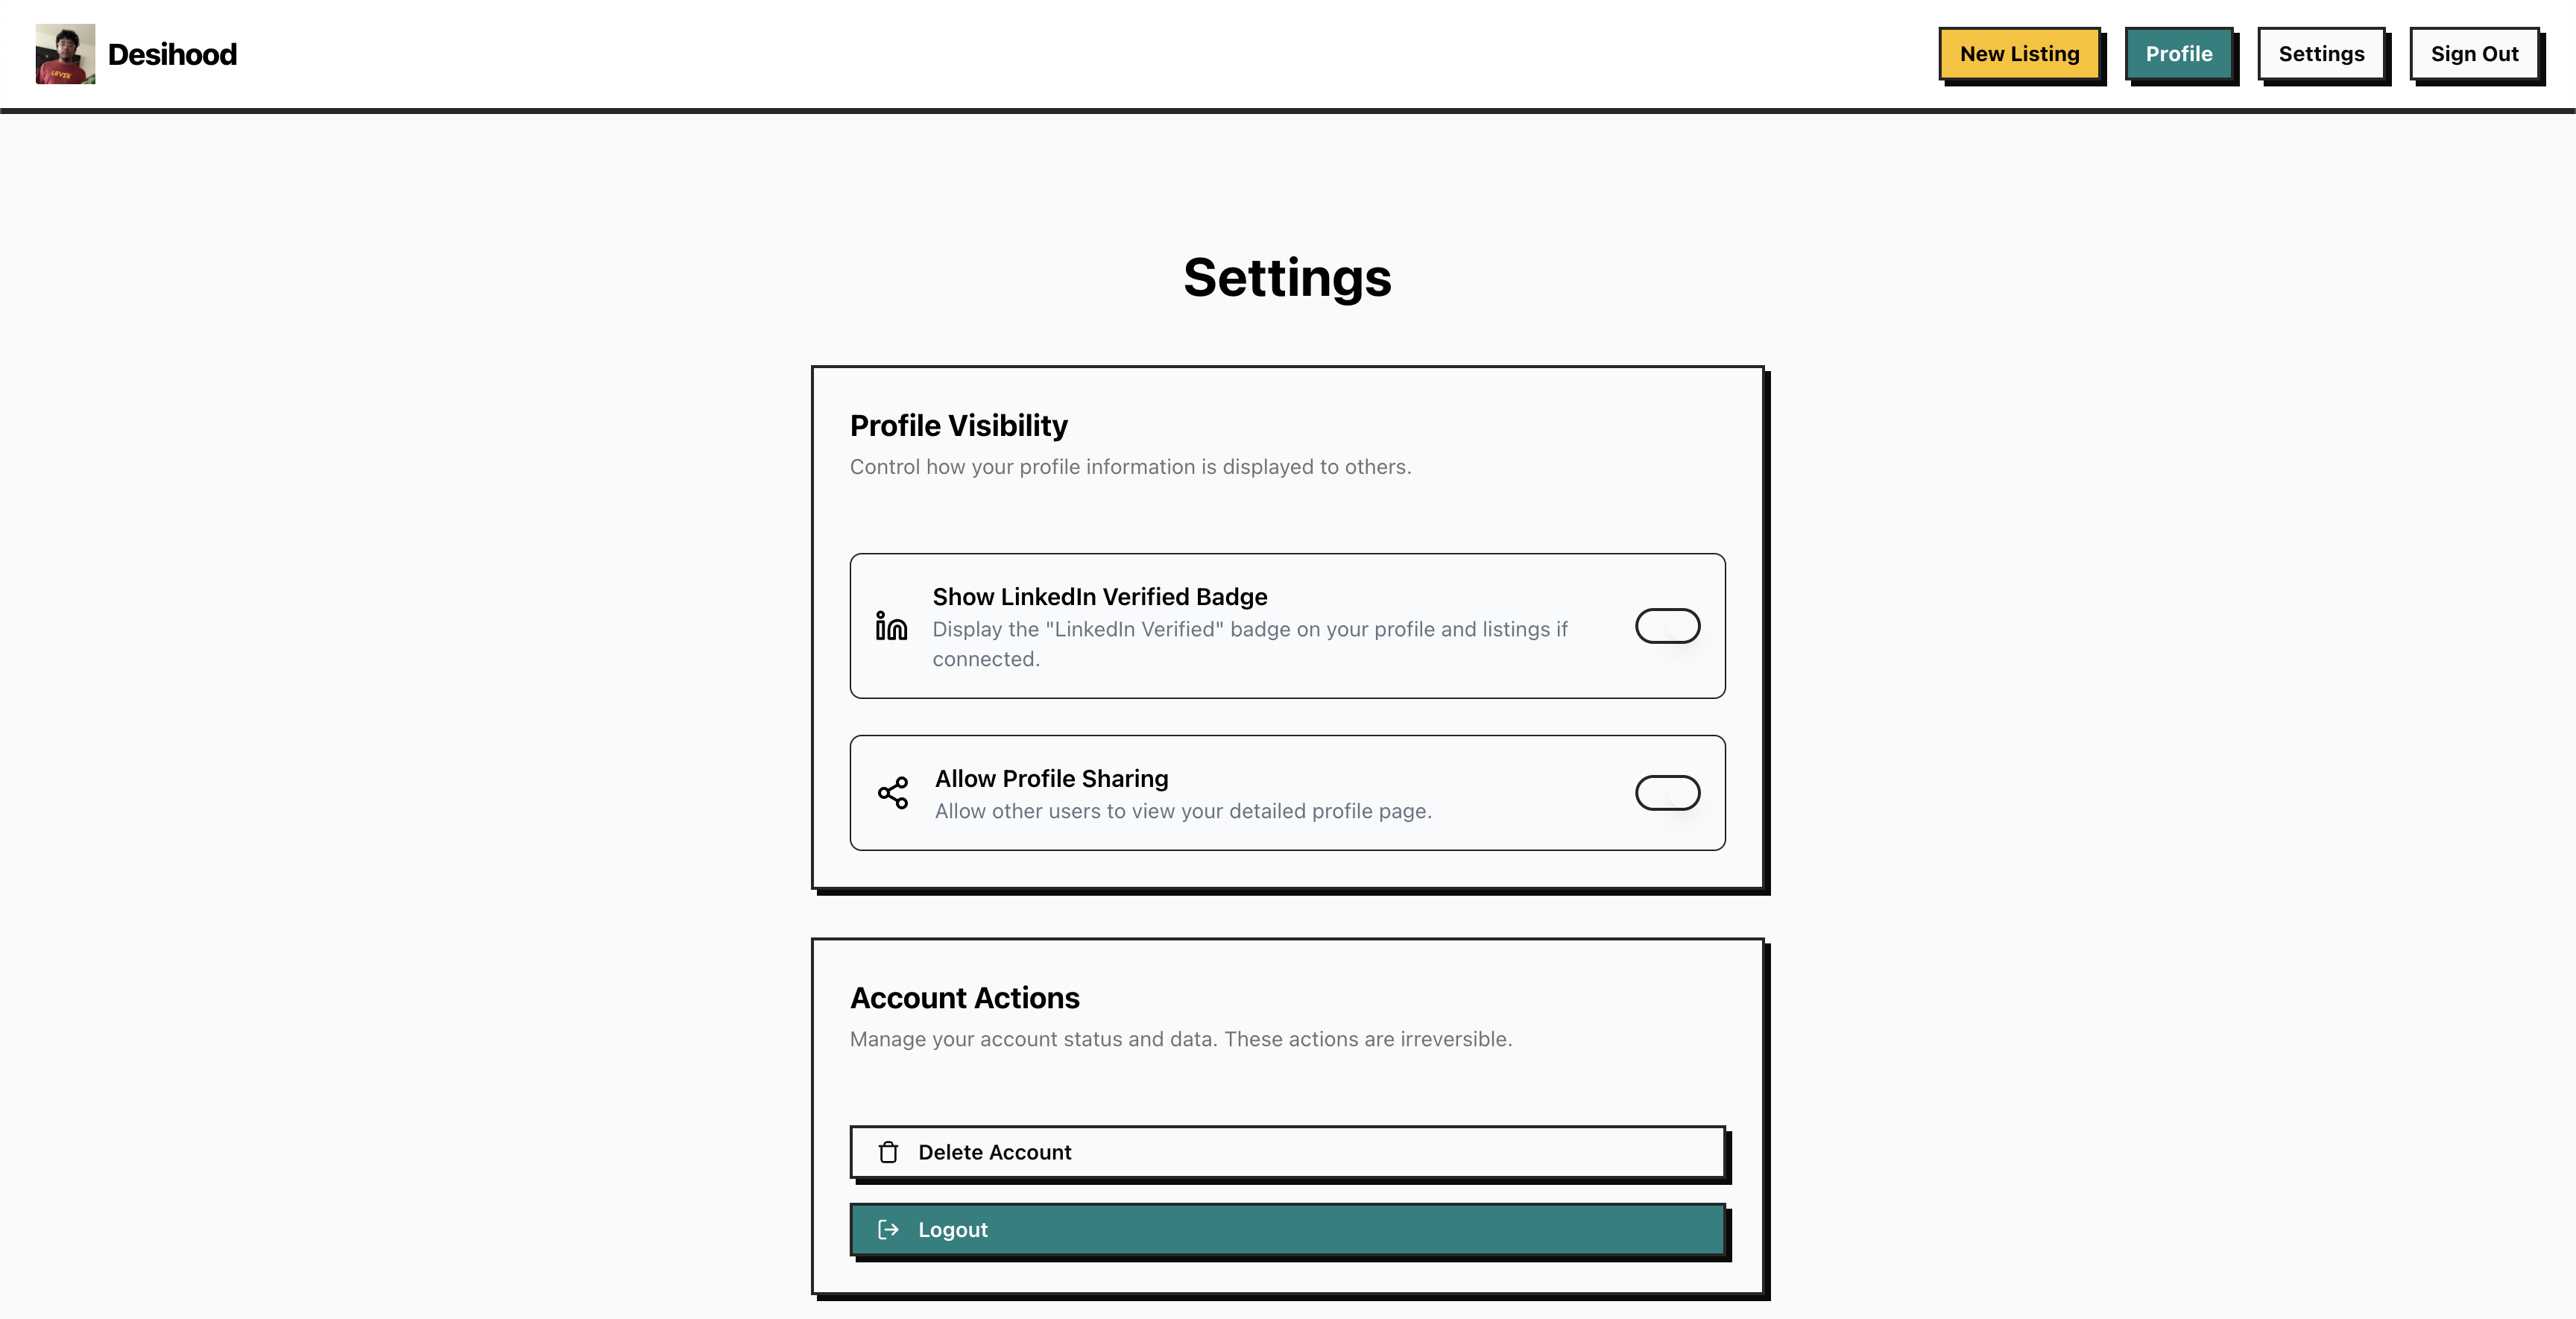 Desihood
New Listing
Profile
Settings
Sign Out
Settings
Profile Visibility
Control how your profile information is displayed to others.
Show LinkedIn Verified Badge
Display the "LinkedIn Verified" badge on your profile and listings if
connected.
Allow Profile Sharing
Allow other users to view your detailed profile page.
Account Actions
Manage your account status and data. These actions are irreversible.
Delete Account
Logout